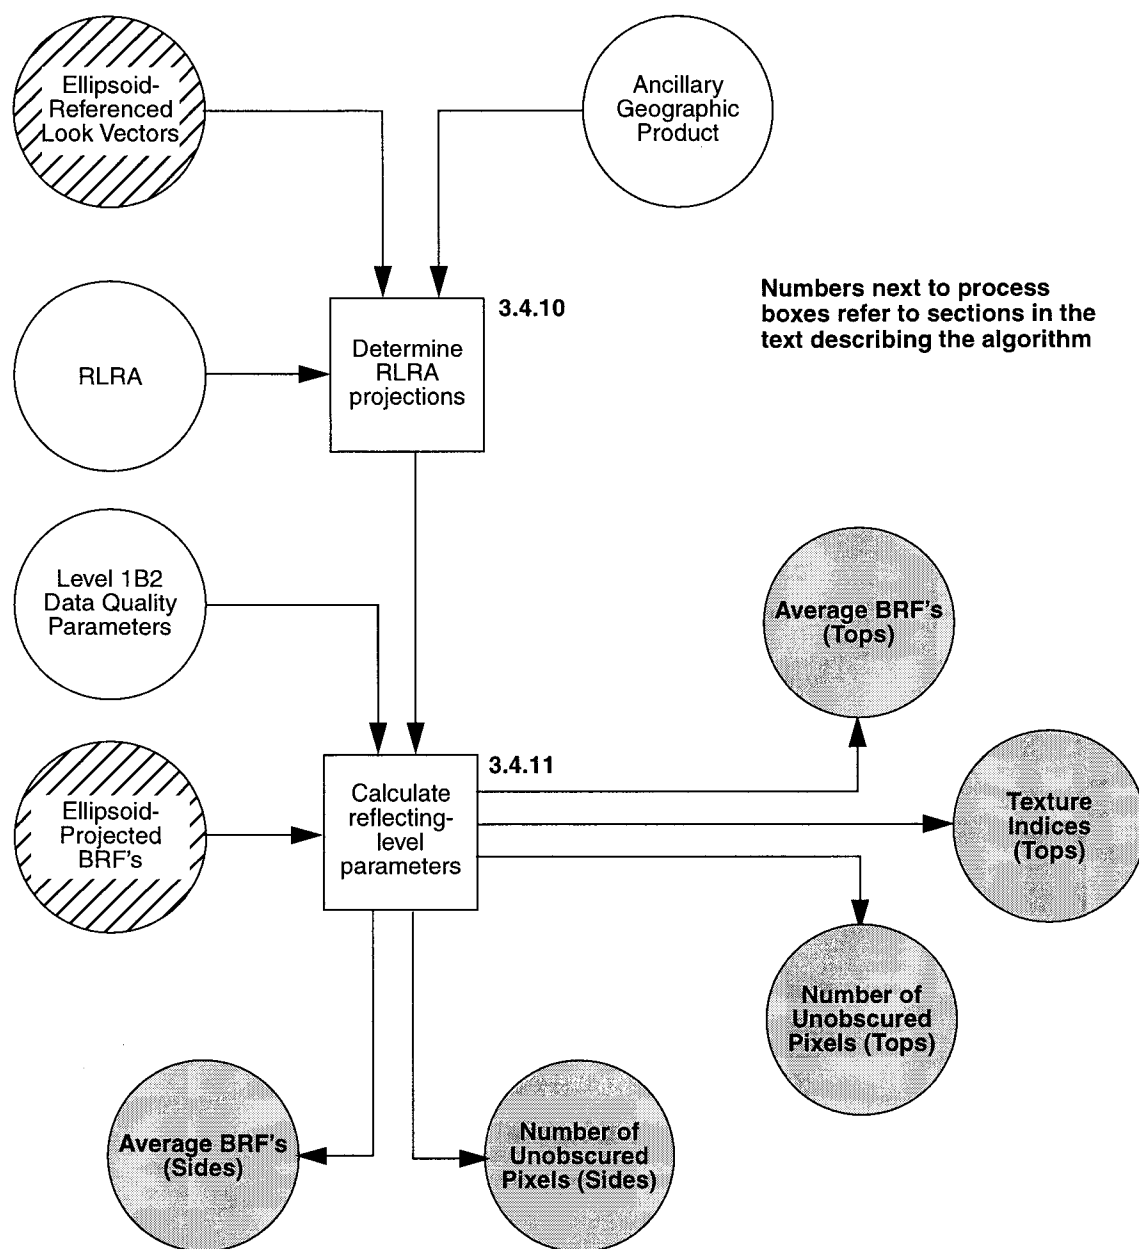 Ellipsoid-
Referenced
Look Vectors
Ancillary
Geographic
Product
Numbers next to process
boxes refer to sections in the
text describing the algorithm
3.4.10
Determine
RLRA
projections
RLRA
Level 1B2
Data Quality
Parameters
Average BRF's
(Tops)
3.4.11
Calculate
reflecting-
level
parameters
Ellipsoid-
Projected
BRF's
Texture
Indices
(Tops)
Number of
Unobscured
Pixels (Tops)
Average BRF's
(Sides)
Number of
Unobscured
Pixels (Sides)